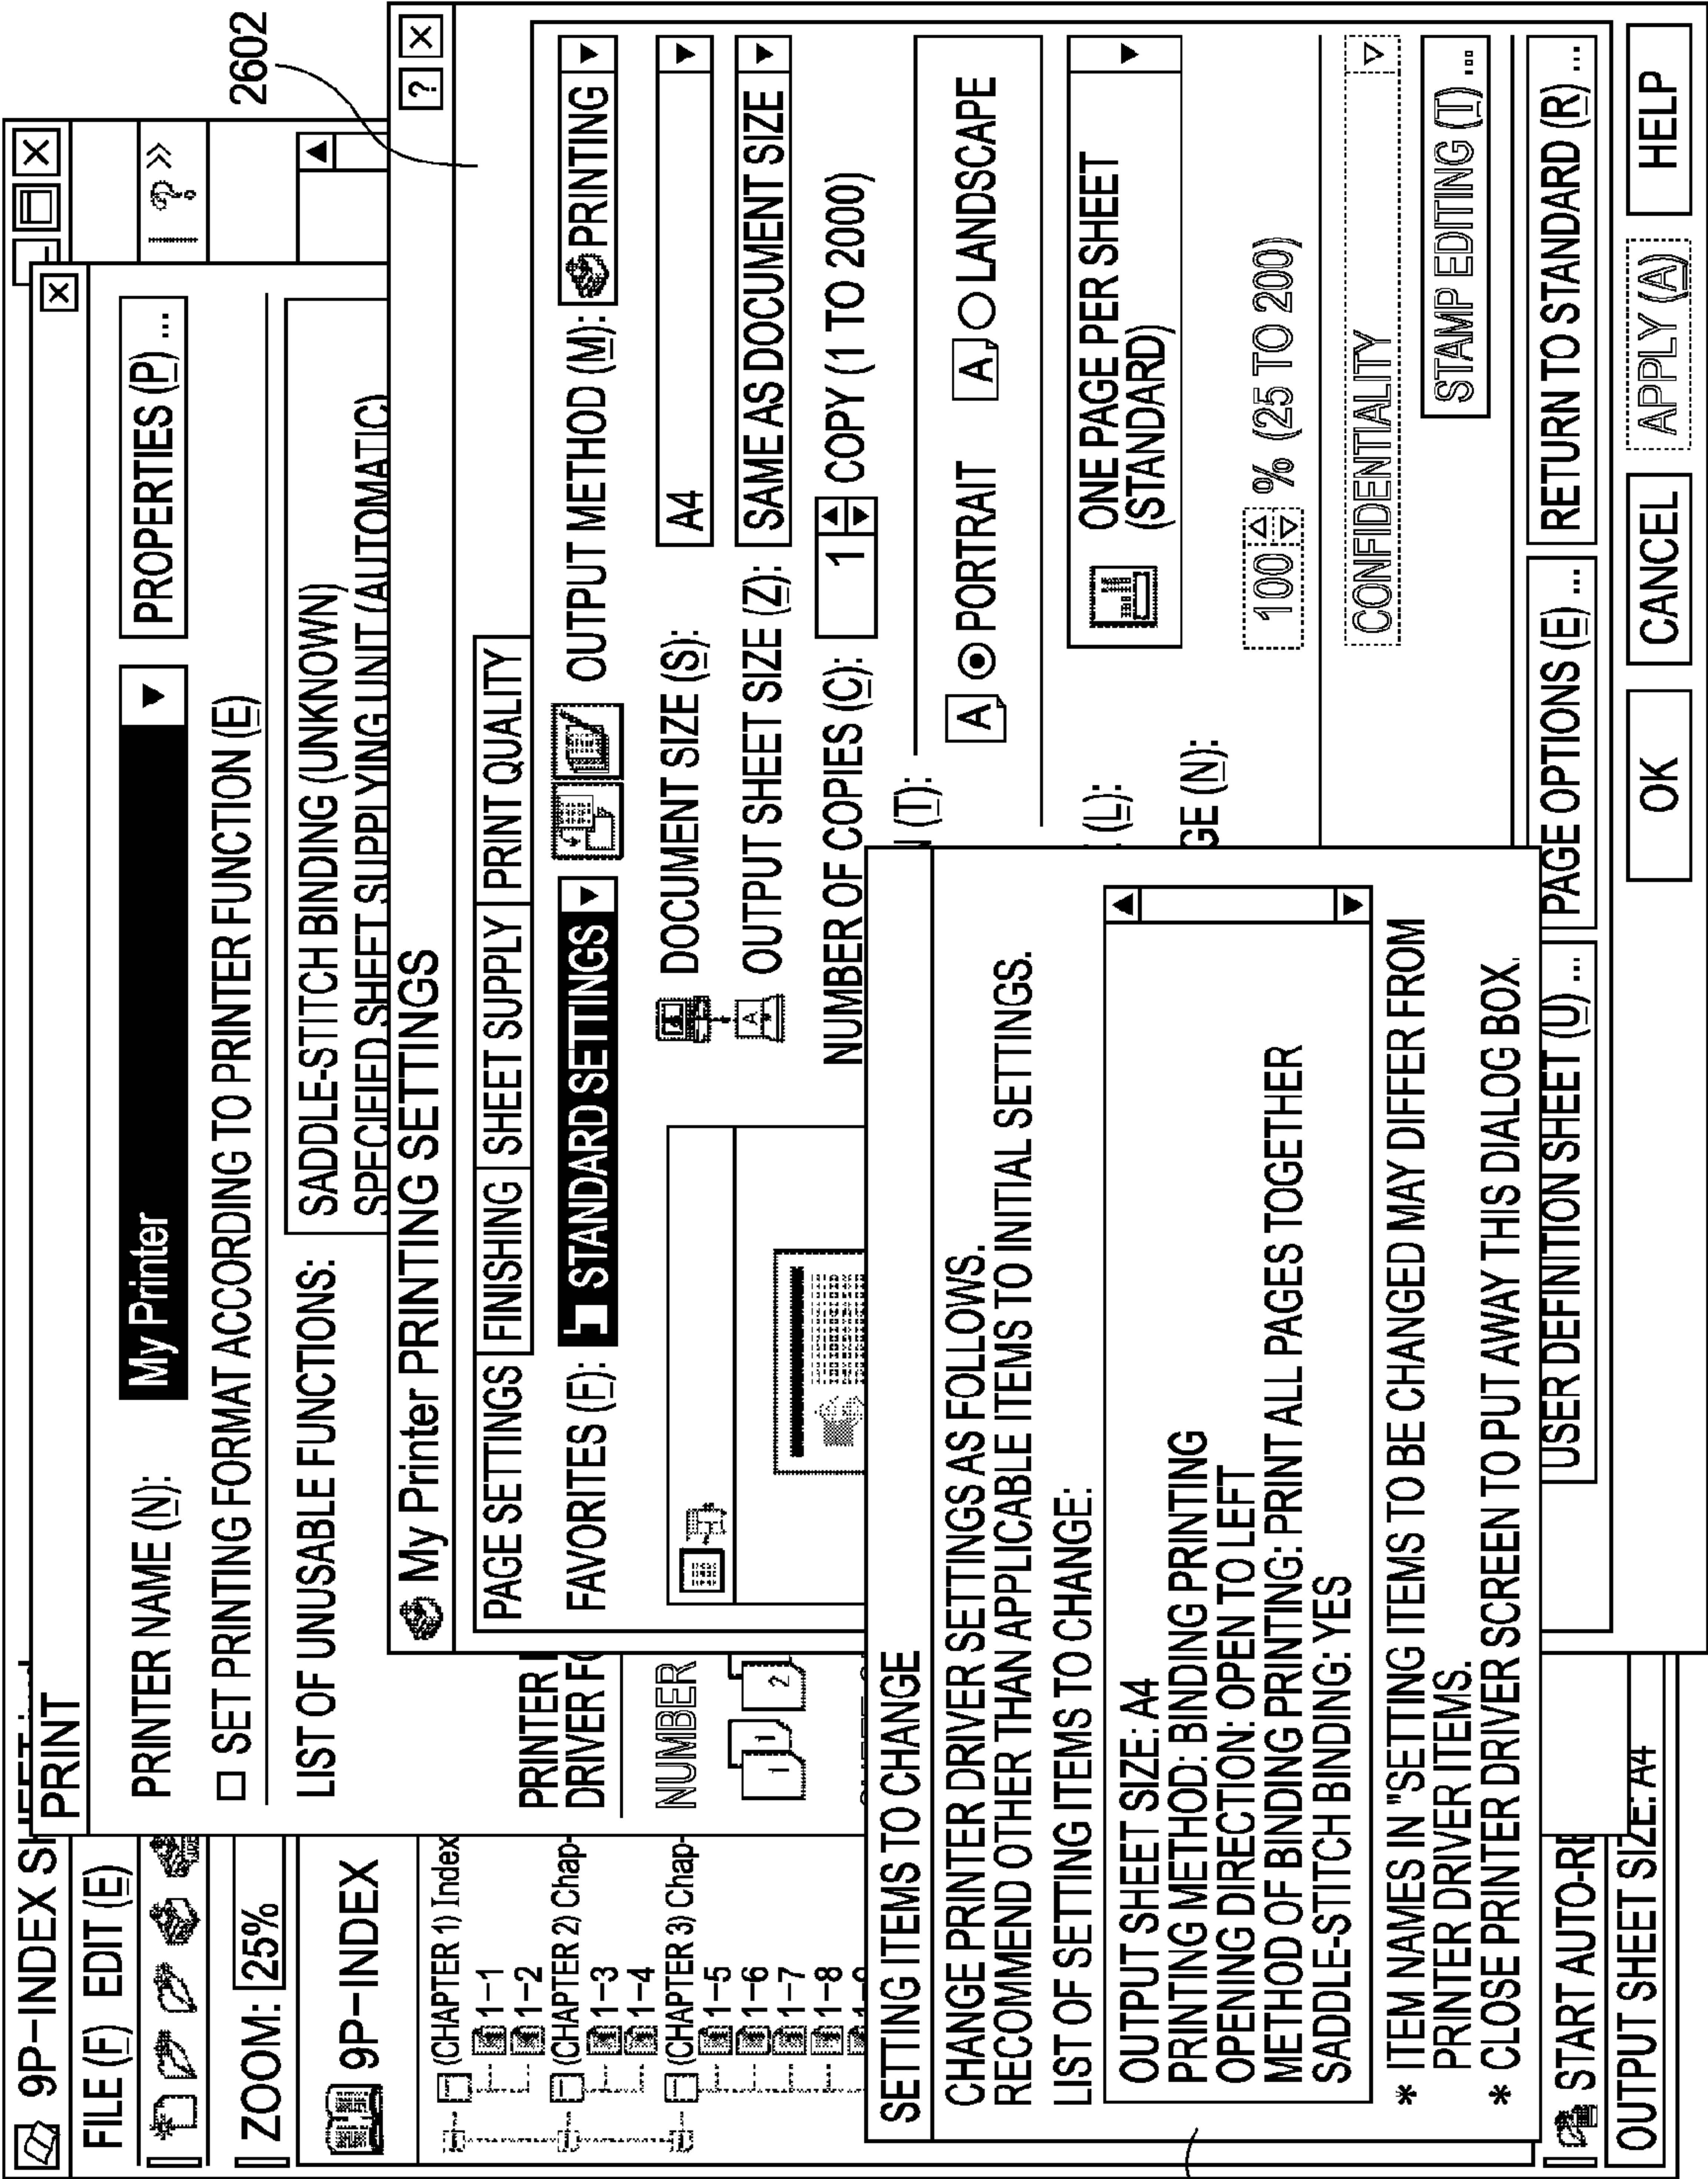 2602
9P-INDEX
FILE (F) EDIT (E)
ZOOM: 25%
? »
9P-INDEX
(CHAPTER 1) Index
1-1
1-2
(CHAPTER 2) Chap
1-3
1-4
(CHAPTER 3) Chap
1-5
1-6
1-7
1-8
START AUTO-RE
OUTPUT SHEET SIZE: A4
PRINT
PRINTER NAME (N): My Printer PROPERTIES (P) ...
SET PRINTING FORMAT ACCORDING TO PRINTER FUNCTION (E)
LIST OF UNUSABLE FUNCTIONS:
SADDLE-STITCH BINDING (UNKNOWN)
SPECIFIED SHEET SUPPLYING UNIT (AUTOMATIC)
PRINTER
DRIVER FO
NUMBER
1 1 2
My Printer PRINTING SETTINGS ? X
PAGE SETTINGS FINISHING SHEET SUPPLY PRINT QUALITY
FAVORITES (F): STANDARD SETTINGS OUTPUT METHOD (M): PRINTING
DOCUMENT SIZE (S): A4
OUTPUT SHEET SIZE (Z): SAME AS DOCUMENT SIZE
NUMBER OF COPIES (C): 1 COPY (1 TO 2000)
(T):
A PORTRAIT A LANDSCAPE
(L): ONE PAGE PER SHEET
(STANDARD)
GE (N):
100 % (25 TO 200)
CONFIDENTIALITY
STAMP EDITING (T) ...
USER DEFINITION SHEET (U) ... PAGE OPTIONS (E) ... RETURN TO STANDARD (R) ...
OK CANCEL APPLY (A) HELP
SETTING ITEMS TO CHANGE
CHANGE PRINTER DRIVER SETTINGS AS FOLLOWS.
RECOMMEND OTHER THAN APPLICABLE ITEMS TO INITIAL SETTINGS.
LIST OF SETTING ITEMS TO CHANGE:
OUTPUT SHEET SIZE: A4
PRINTING METHOD: BINDING PRINTING
OPENING DIRECTION: OPEN TO LEFT
METHOD OF BINDING PRINTING: PRINT ALL PAGES TOGETHER
SADDLE-STITCH BINDING: YES
* ITEM NAMES IN "SETTING ITEMS TO BE CHANGED MAY DIFFER FROM
PRINTER DRIVER ITEMS.
* CLOSE PRINTER DRIVER SCREEN TO PUT AWAY THIS DIALOG BOX.